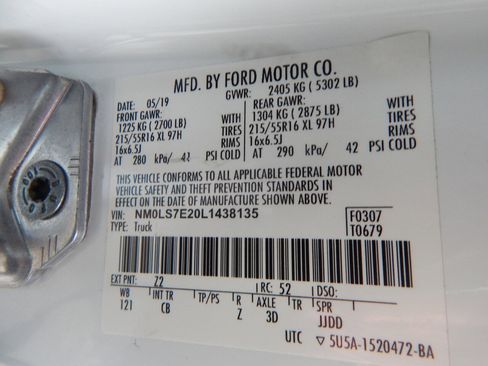 MFD. BY FORD MOTOR CO.
DATE: 05/19 GVWR: 2405 KG ( 5302 LB)
FRONT GAWR: REAR GAWR:
1225 KG ( 2700 LB) WITH 1304 KG ( 2875 LB) WITH
215/55R16 XL 97H TIRES 215/55R16 XL 97H TIRES
16x6.5J RIMS 16x6.5J RIMS
AT 280 kPa/ 41 PSI COLD AT 290 kPa/ 42 PSI COLD
THIS VEHICLE CONFORMS TO ALL APPLICABLE FEDERAL MOTOR
VEHICLE SAFETY AND THEFT PREVENTION STANDARDS IN
EFFECT ON THE DATE OF MANUFACTURE SHOWN ABOVE.
VIN: NM0LS7E20L1438135 F0307
TYPE: Truck T0679
EXT PNT: Z2 RC: 52 DSO:
WB INT TR TP/PS R AXLE TR SPR
121 CB Z 3D JJDD
UTC ▽ 5U5A-1520472-BA